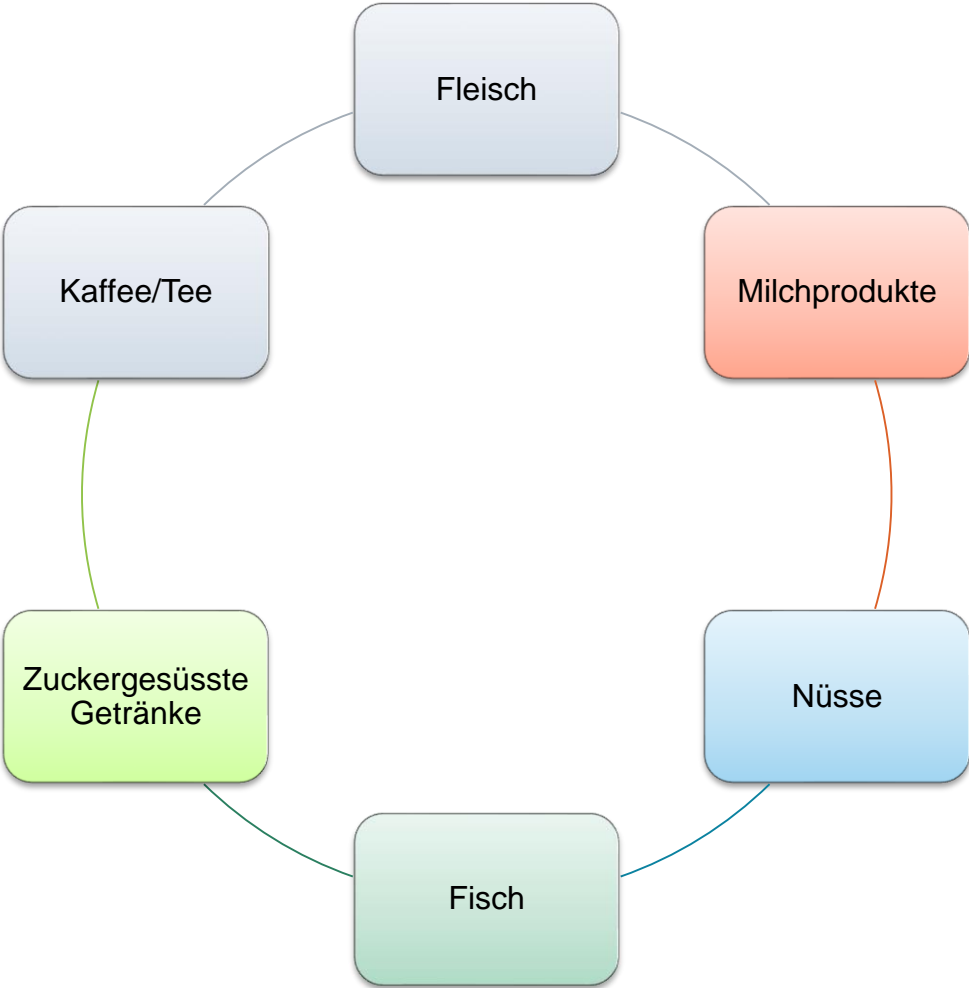 Fleisch
Kaffee/Tee
Milchprodukte
Zuckergesüsste
Getränke
Nüsse
Fisch